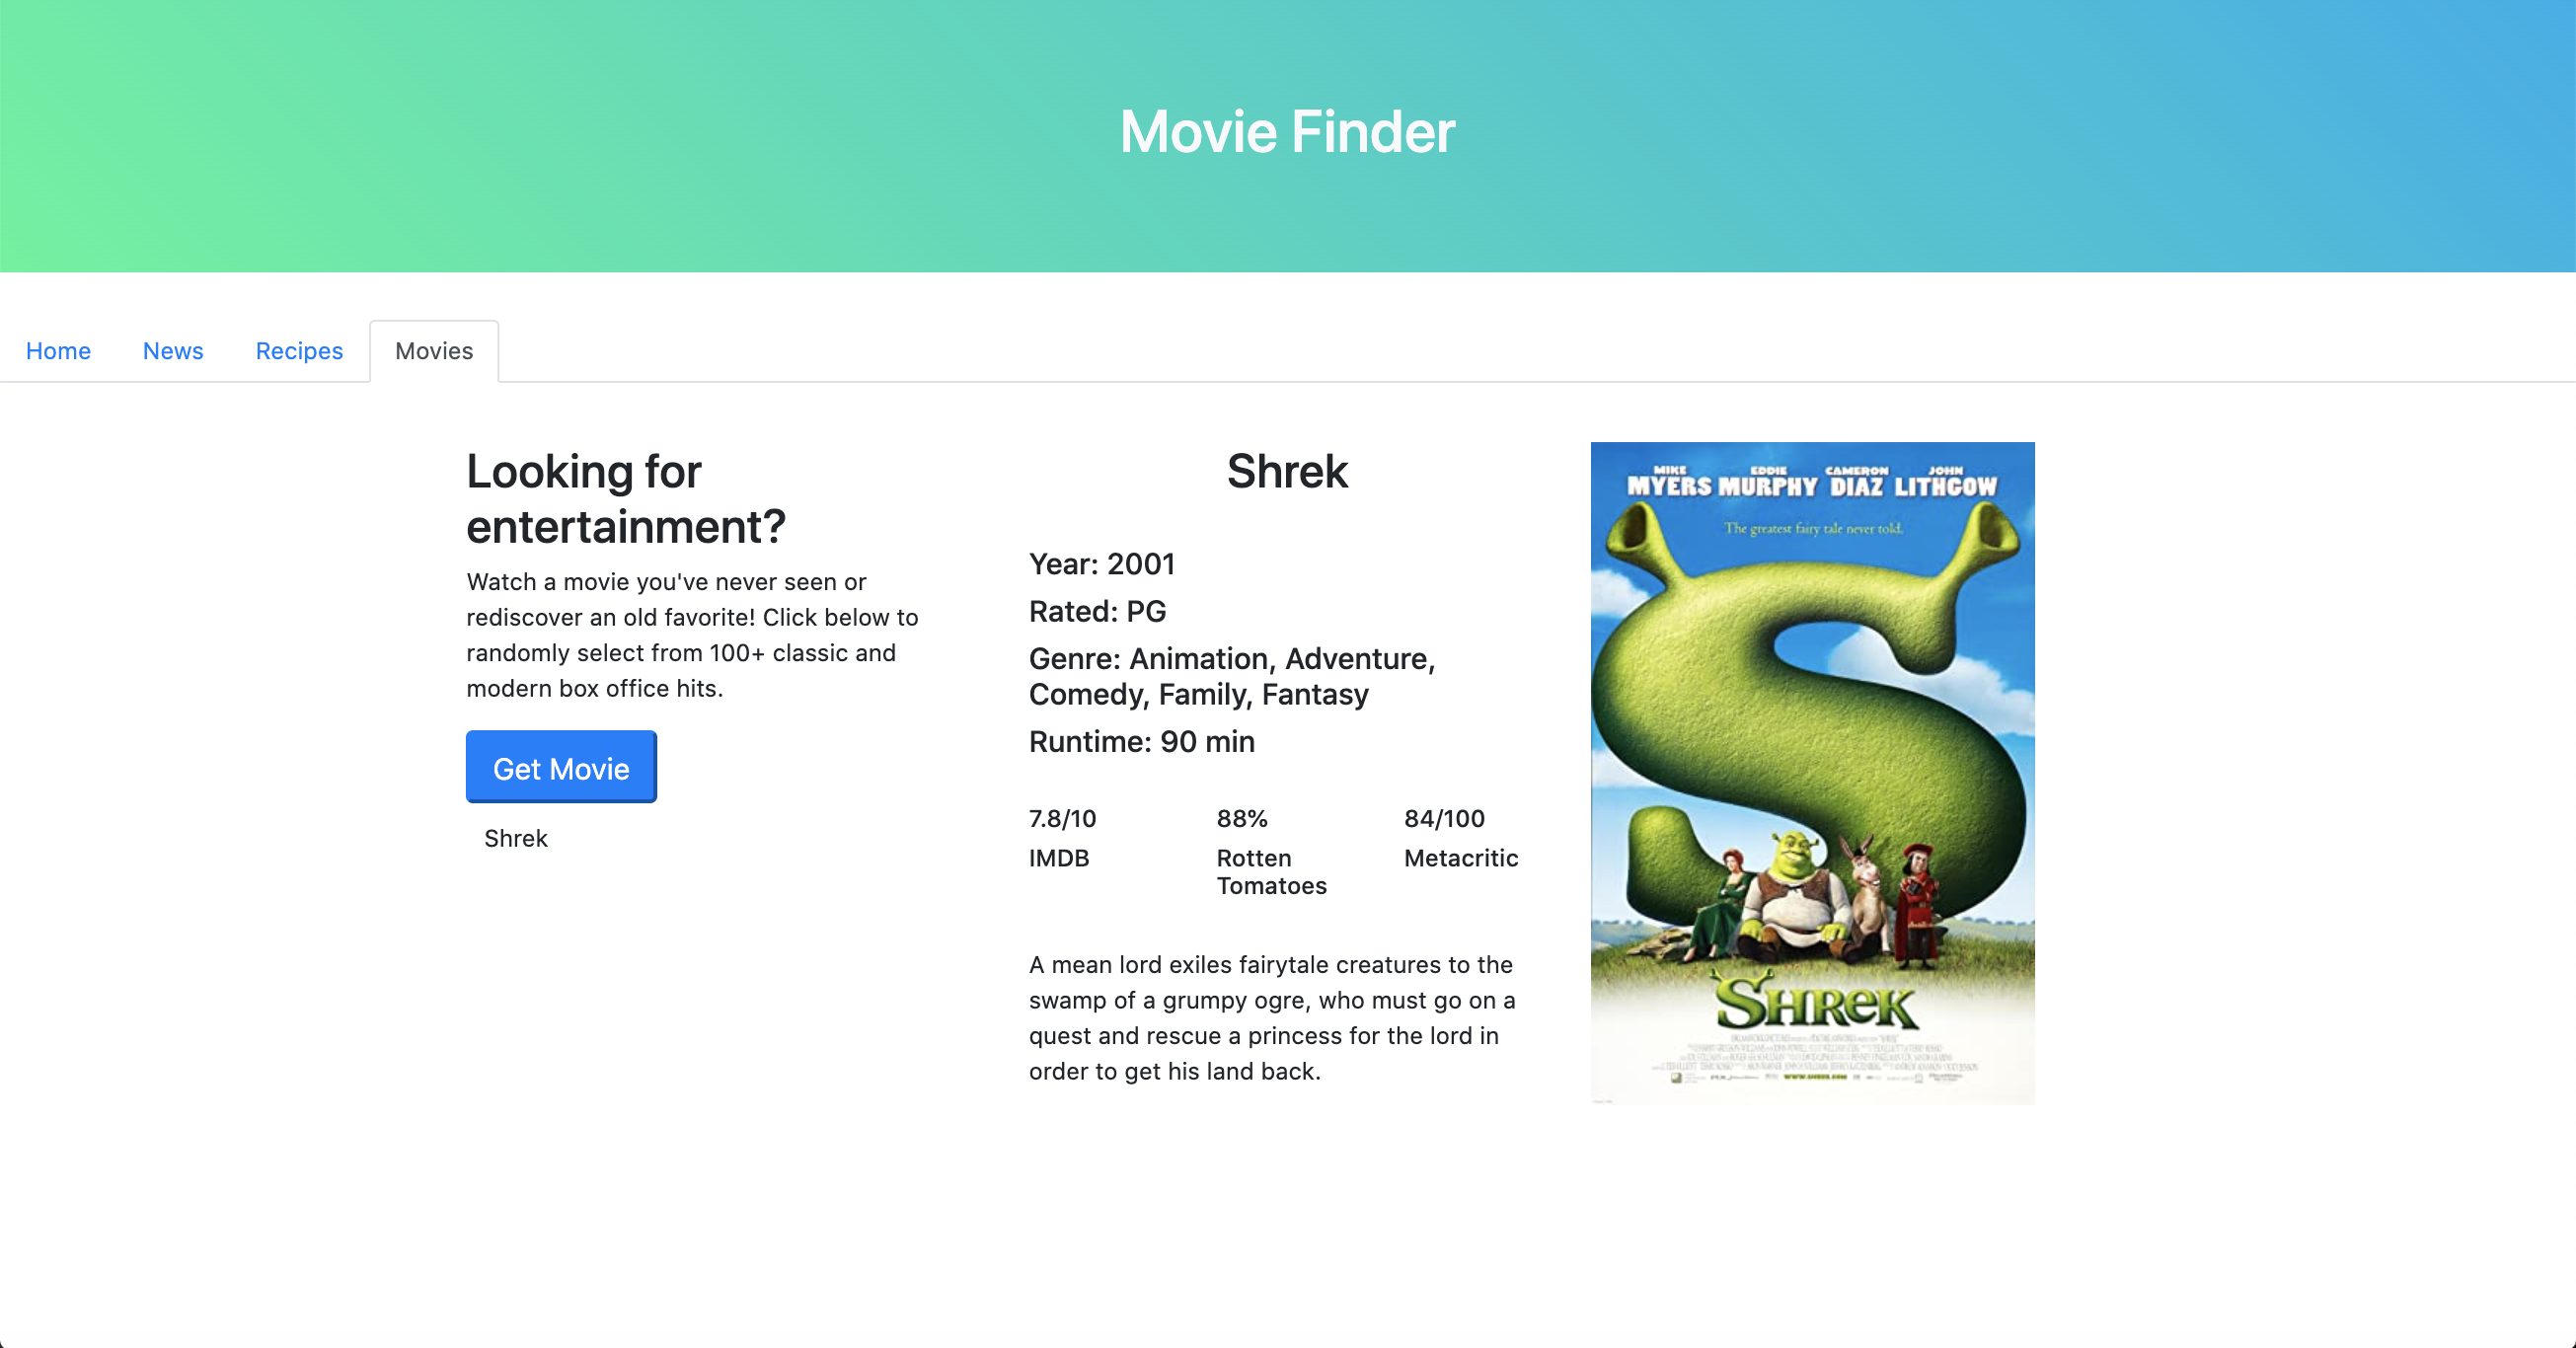 Movie Finder
Home
News
Recipes
Movies
Looking for
entertainment?
Watch a movie you've never seen or
rediscover an old favorite! Click below to
randomly select from 100+ classic and
modern box office hits.
Get Movie
Shrek
Shrek
Year: 2001
Rated: PG
Genre: Animation, Adventure,
Comedy, Family, Fantasy
Runtime: 90 min
7.8/10
IMDB
88%
Rotten
Tomatoes
84/100
Metacritic
A mean lord exiles fairytale creatures to the
swamp of a grumpy ogre, who must go on a
quest and rescue a princess for the lord in
order to get his land back.
MIKE MYERS EDDIE MURPHY CAMERON DIAZ JOHN LITHGOW
The greatest fairy tale never told.
SHREK
WWW.SHREK.COM